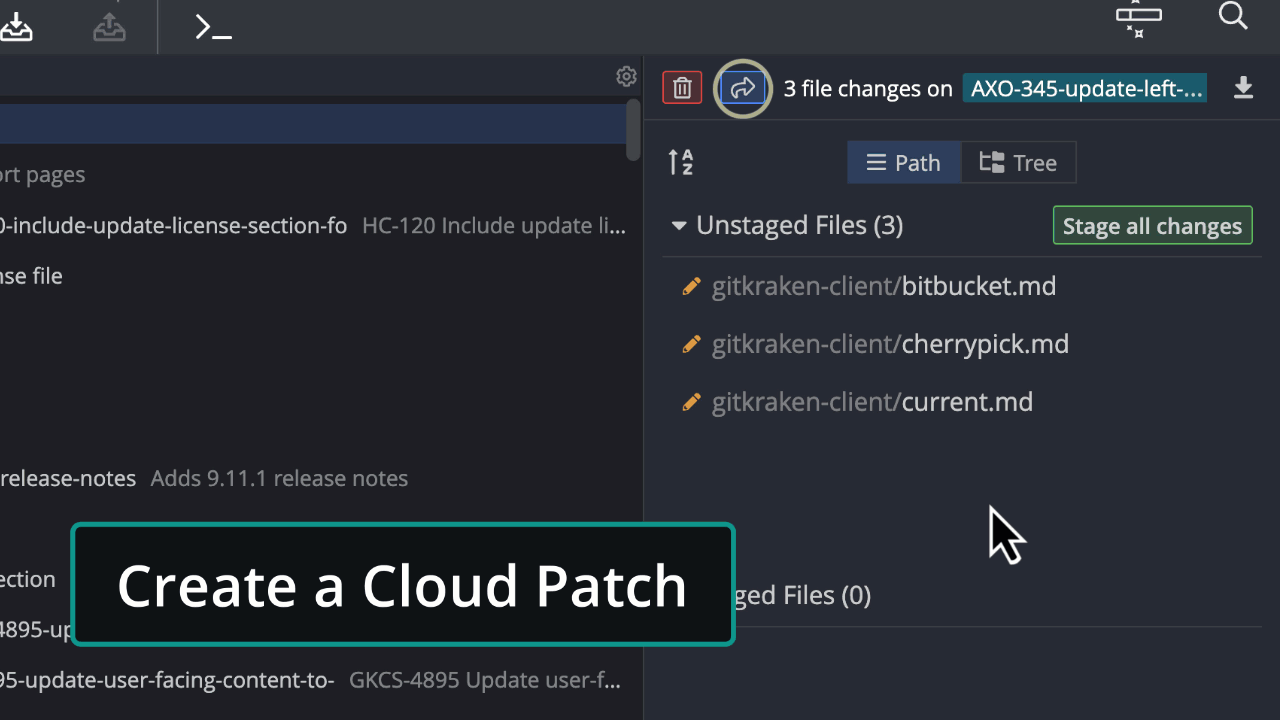 3 file changes on AXO-345-update-left-...
A
Z
Path
Tree
Unstaged Files (3)
Stage all changes
gitkraken-client/bitbucket.md
gitkraken-client/cherrypick.md
gitkraken-client/current.md
ged Files (0)
ort pages
0-include-update-license-section-fo HC-120 Include update li...
nse file
release-notes Adds 9.11.1 release notes
ection
4895-up
95-update-user-facing-content-to- GKCS-4895 Update user-f...
Create a Cloud Patch